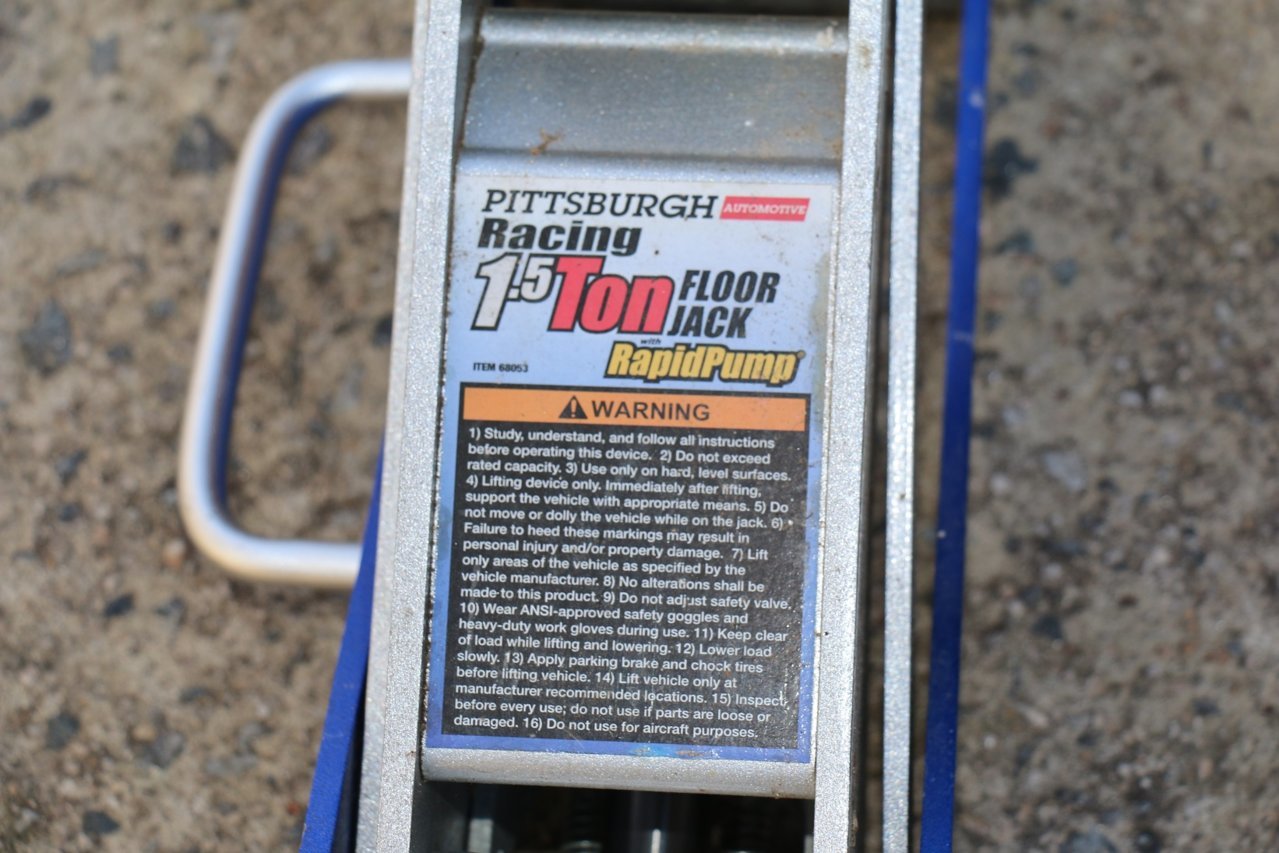 PITTSBURGH AUTOMOTIVE
Racing
1.5 Ton FLOOR JACK
with
RapidPump®
ITEM 68053
WARNING
1) Study, understand, and follow all instructions
before operating this device. 2) Do not exceed
rated capacity. 3) Use only on hard, level surfaces.
4) Lifting device only. Immediately after lifting,
support the vehicle with appropriate means. 5) Do
not move or dolly the vehicle while on the jack. 6)
Failure to heed these markings may result in
personal injury and/or property damage. 7) Lift
only areas of the vehicle as specified by the
vehicle manufacturer. 8) No alterations shall be
made to this product. 9) Do not adjust safety valve.
10) Wear ANSI-approved safety goggles and
heavy-duty work gloves during use. 11) Keep clear
of load while lifting and lowering. 12) Lower load
slowly. 13) Apply parking brake and chock tires
before lifting vehicle. 14) Lift vehicle only at
manufacturer recommended locations. 15) Inspect
before every use; do not use if parts are loose or
damaged. 16) Do not use for aircraft purposes.